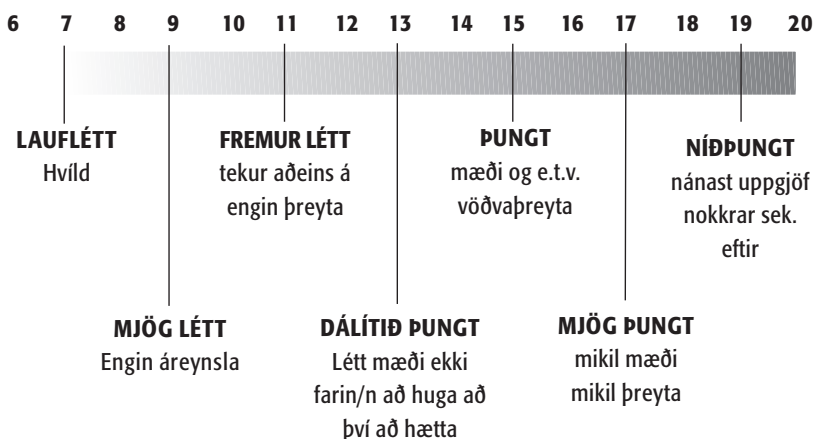 6 7 8 9 10 11 12 13 14 15 16 17 18 19 20
LAUFLÉTT
Hvíld
FREMUR LÉTT
tekur aðeins á
engin þreyta
ÞUNGT
mæði og e.t.v.
vöðvaþreyta
NÍÐÞUNGT
nánast uppgjöf
nokkrar sek.
eftir
MJÖG LÉTT
Engin áreynsla
DÁLÍTIÐ ÞUNGT
Létt mæði ekki
farin/n að huga að
því að hætta
MJÖG ÞUNGT
mikil mæði
mikil þreyta